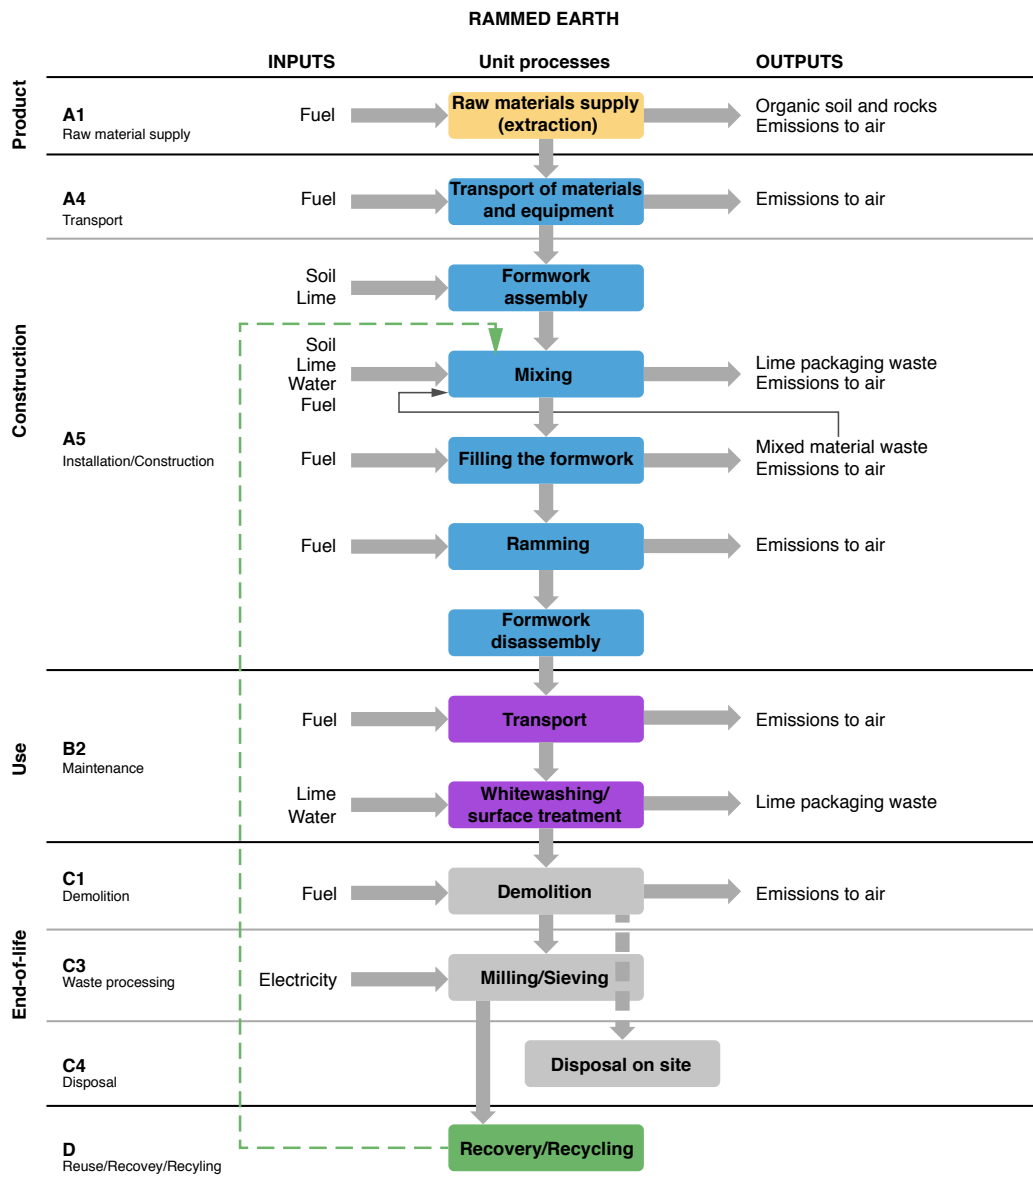 RAMMED EARTH
INPUTS
Unit processes
OUTPUTS
Product
A1
Raw material supply
Fuel
Raw materials supply
(extraction)
Organic soil and rocks
Emissions to air
Construction
A4
Transport
Fuel
Transport of materials
and equipment
Emissions to air
A5
Installation/Construction
Soil
Lime
Formwork
assembly
Soil
Lime
Water
Fuel
Mixing
Lime packaging waste
Emissions to air
Fuel
Filling the formwork
Mixed material waste
Emissions to air
Fuel
Ramming
Emissions to air
Formwork
disassembly
Use
B2
Maintenance
Fuel
Transport
Emissions to air
Lime
Water
Whitewashing/
surface treatment
Lime packaging waste
End-of-life
C1
Demolition
Fuel
Demolition
Emissions to air
C3
Waste processing
Electricity
Milling/Sieving
C4
Disposal
Disposal on site
D
Reuse/Recovey/Recyling
Recovery/Recycling